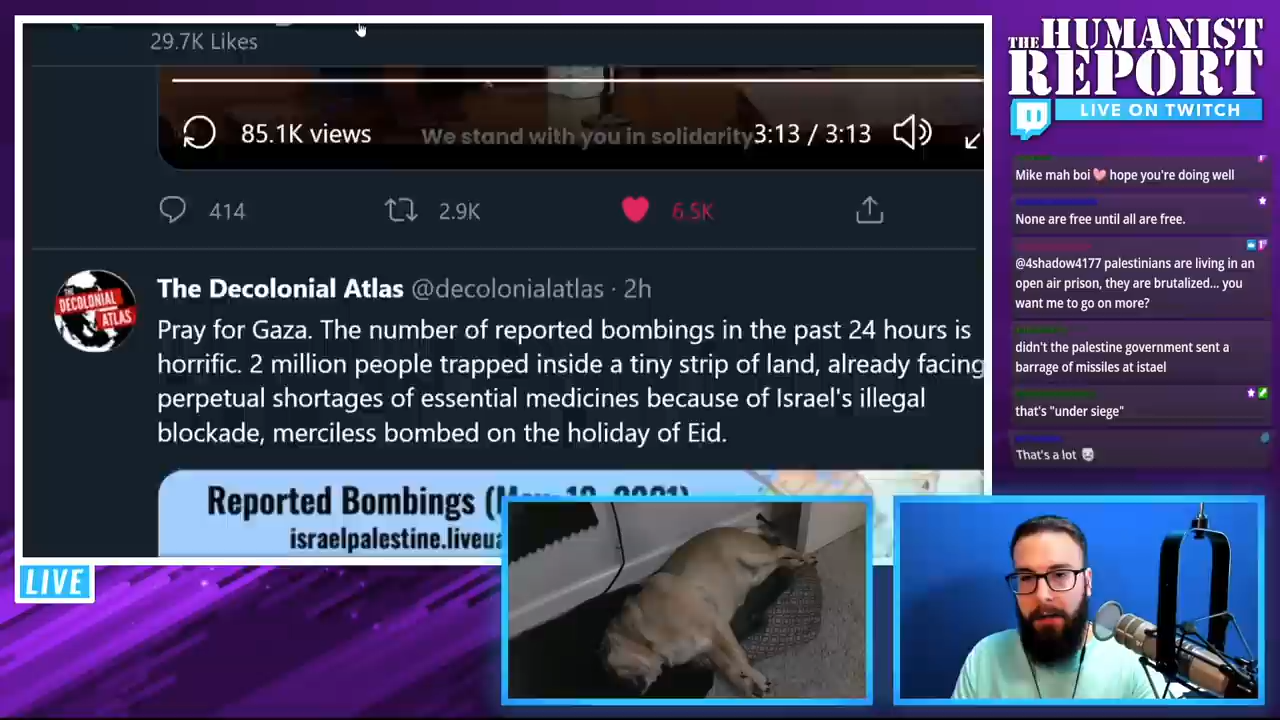 29.7K Likes
85.1K views
We stand with you in solidarity
3:13 / 3:13
414
2.9K
6.5K
The Decolonial Atlas @decolonialatlas · 2h
Pray for Gaza. The number of reported bombings in the past 24 hours is
horrific. 2 million people trapped inside a tiny strip of land, already facing
perpetual shortages of essential medicines because of Israel's illegal
blockade, merciless bombed on the holiday of Eid.
THE
DECOLONIAL
ATLAS
Reported Bombings
israelpalestine.liveua
LIVE
THE HUMANIST
REPORT
LIVE ON TWITCH
Mike mah boi❤️ hope you're doing well
None are free until all are free.
@4shadow4177 palestinians are living in an
open air prison, they are brutalized... you
want me to go on more?
didn't the palestine government sent a
barrage of missiles at istael
that's "under siege"
That's a lot